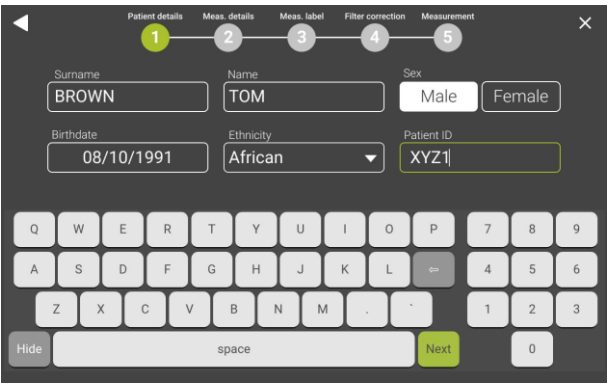 Patient details Meas. details Meas. label Filter correction Measurement
1 2 3 4 5
Surname Name Sex
BROWN TOM Male Female
Birthdate Ethnicity Patient ID
08/10/1991 African XYZ1
Q W E R T Y U I O P 7 8 9
A S D F G H J K L 4 5 6
Z X C V B N M . ` 1 2 3
Hide space Next 0